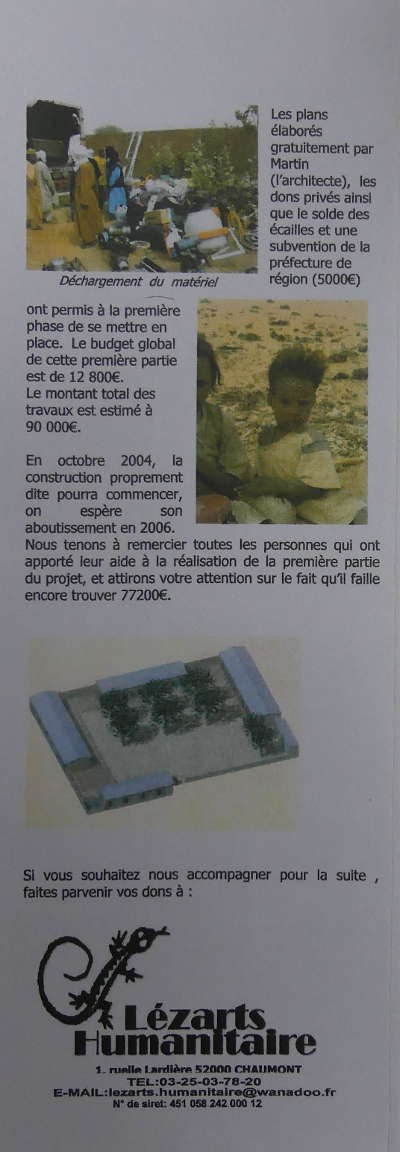 Les plans
élaborés
gratuitement par
Martin
(l'architecte), les
dons privés ainsi
que le solde des
écailles et une
subvention de la
préfecture de
région (5000€)
Déchargement du matériel
ont permis à la première
phase de se mettre en
place. Le budget global
de cette première partie
est de 12 800€.
Le montant total des
travaux est estimé à
90 000€.
En octobre 2004, la
construction proprement
dite pourra commencer,
on espère son
aboutissement en 2006.
Nous tenons à remercier toutes les personnes qui ont
apporté leur aide à la réalisation de la première partie
du projet, et attirons votre attention sur le fait qu'il faille
encore trouver 77200€.
Si vous souhaitez nous accompagner pour la suite ,
faites parvenir vos dons à :
Lézarts
Humanitaire
1, ruelle Lardière 52000 CHAUMONT
TEL:03-25-03-78-20
E-MAIL:lezarts.humanitaire@wanadoo.fr
N° de siret: 451 058 242 000 12